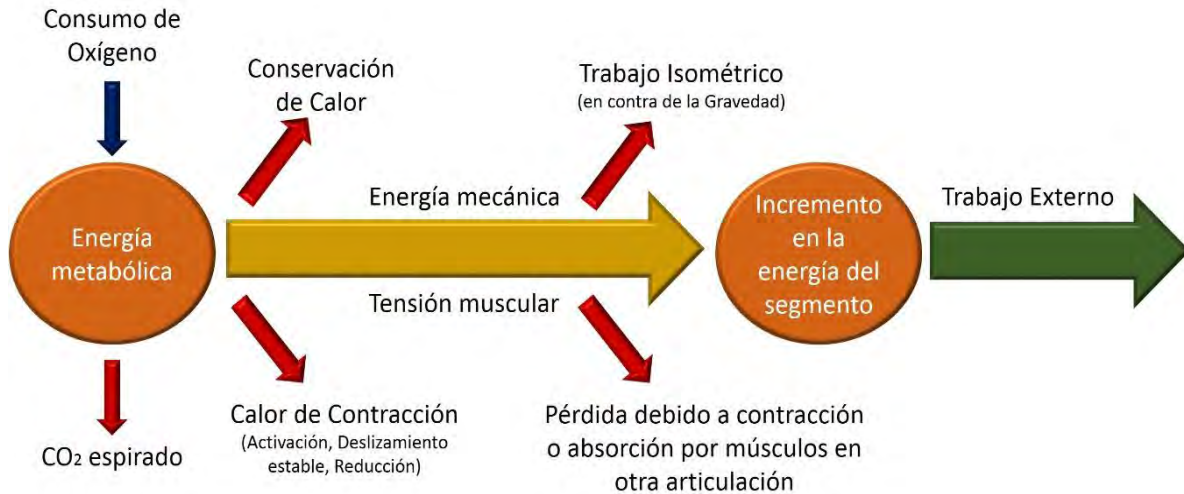 Consumo de
Oxígeno
Conservación
de Calor
Trabajo Isométrico
(en contra de la Gravedad)
Energía
metabólica
Energía mecánica
Tensión muscular
Incremento
en la
energía del
segmento
Trabajo Externo
CO₂ espirado
Calor de Contracción
(Activación, Deslizamiento
estable, Reducción)
Pérdida debido a contracción
o absorción por músculos en
otra articulación